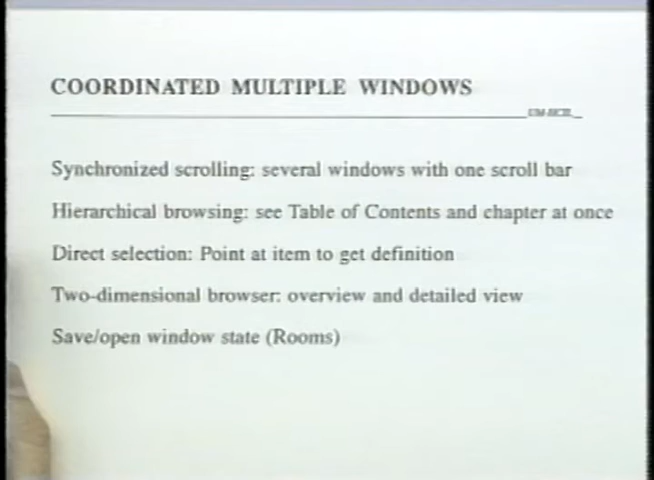 COORDINATED MULTIPLE WINDOWS
UM-HCIL
Synchronized scrolling: several windows with one scroll bar
Hierarchical browsing: see Table of Contents and chapter at once
Direct selection: Point at item to get definition
Two-dimensional browser: overview and detailed view
Save/open window state (Rooms)